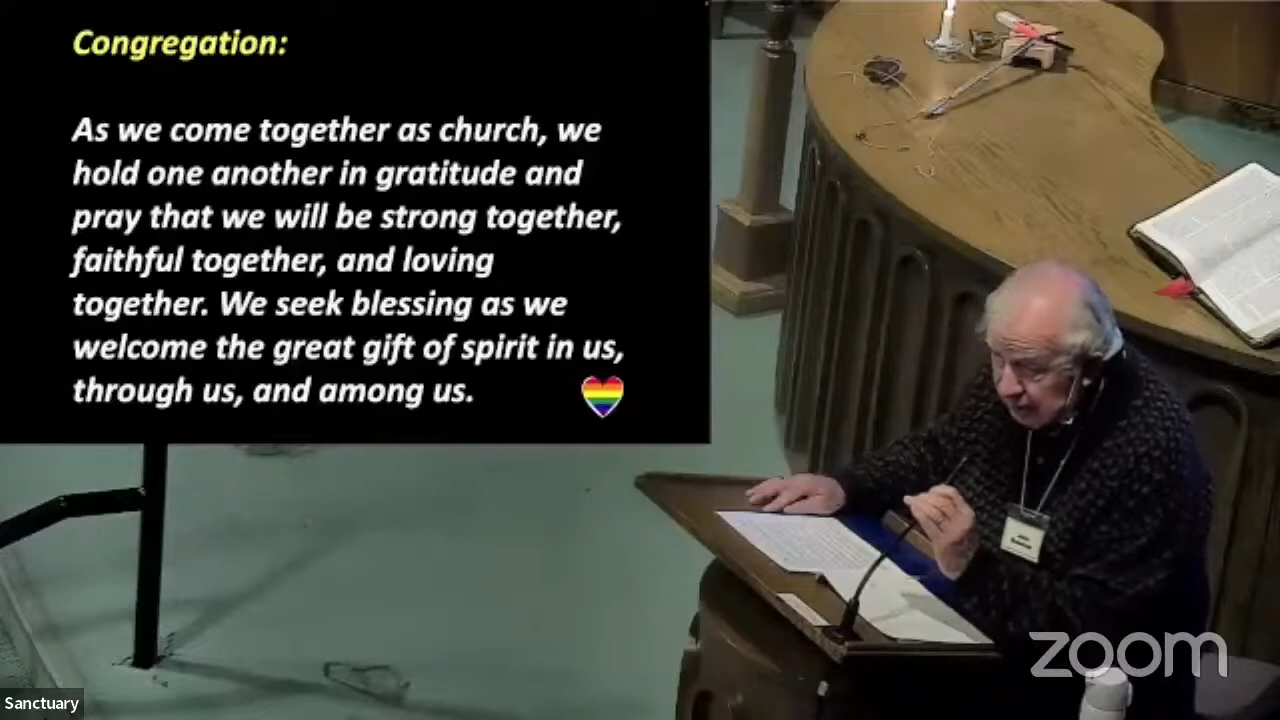 Congregation:
As we come together as church, we
hold one another in gratitude and
pray that we will be strong together,
faithful together, and loving
together. We seek blessing as we
welcome the great gift of spirit in us,
through us, and among us.
zoom
Sanctuary